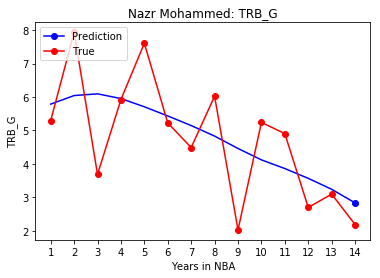 Nazr Mohammed: TRB_G
Prediction
True
8
7
6
5
4
3
2
TRB_G
1 2 3 4 5 6 7 8 9 10 11 12 13 14
Years in NBA